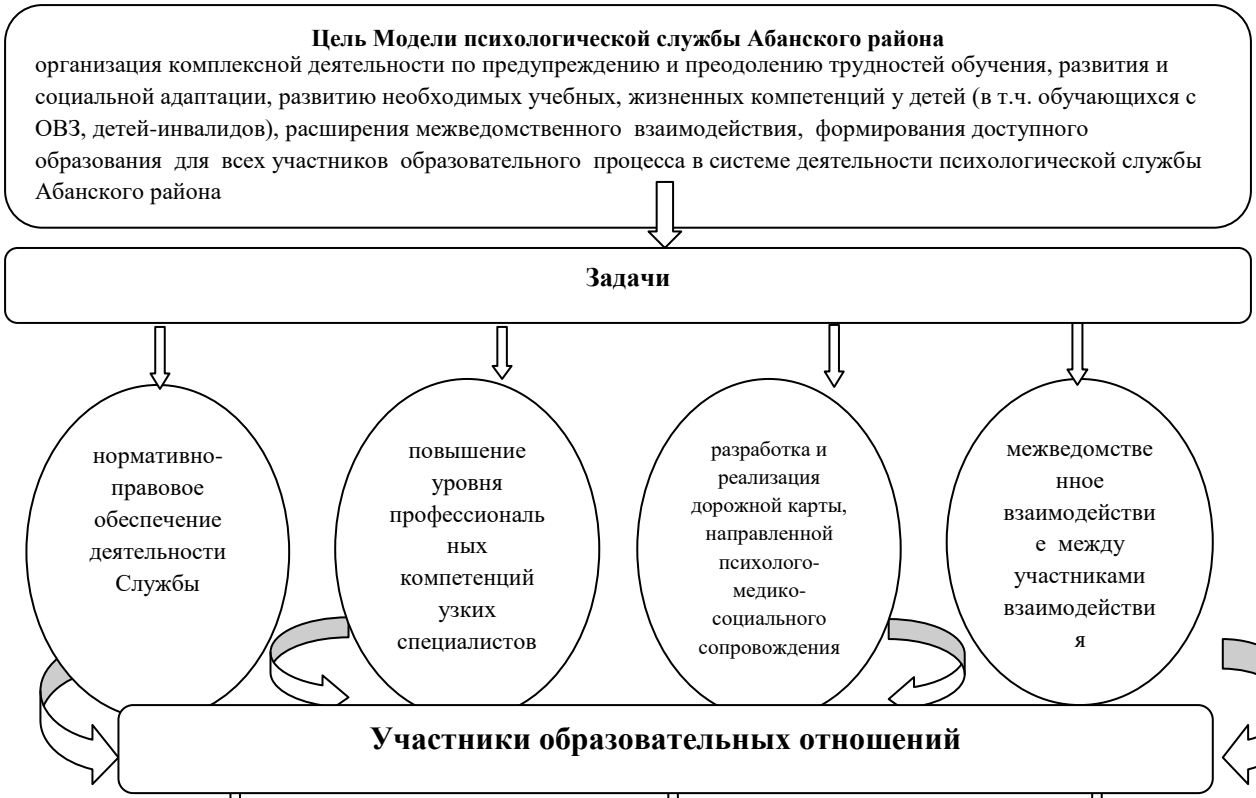 Цель Модели психологической службы Абанского района
организация комплексной деятельности по предупреждению и преодолению трудностей обучения, развития и
социальной адаптации, развитию необходимых учебных, жизненных компетенций у детей (в т.ч. обучающихся с
ОВЗ, детей-инвалидов), расширения межведомственного взаимодействия, формирования доступного
образования для всех участников образовательного процесса в системе деятельности психологической службы
Абанского района
Задачи
нормативно-
правовое
обеспечение
деятельности
Службы
повышение
уровня
профессиональ
ных
компетенций
узких
специалистов
разработка и
реализация
дорожной карты,
направленной
психолого-
медико-
социального
сопровождения
межведомстве
нное
взаимодействи
е между
участниками
взаимодействи
я
Участники образовательных отношений